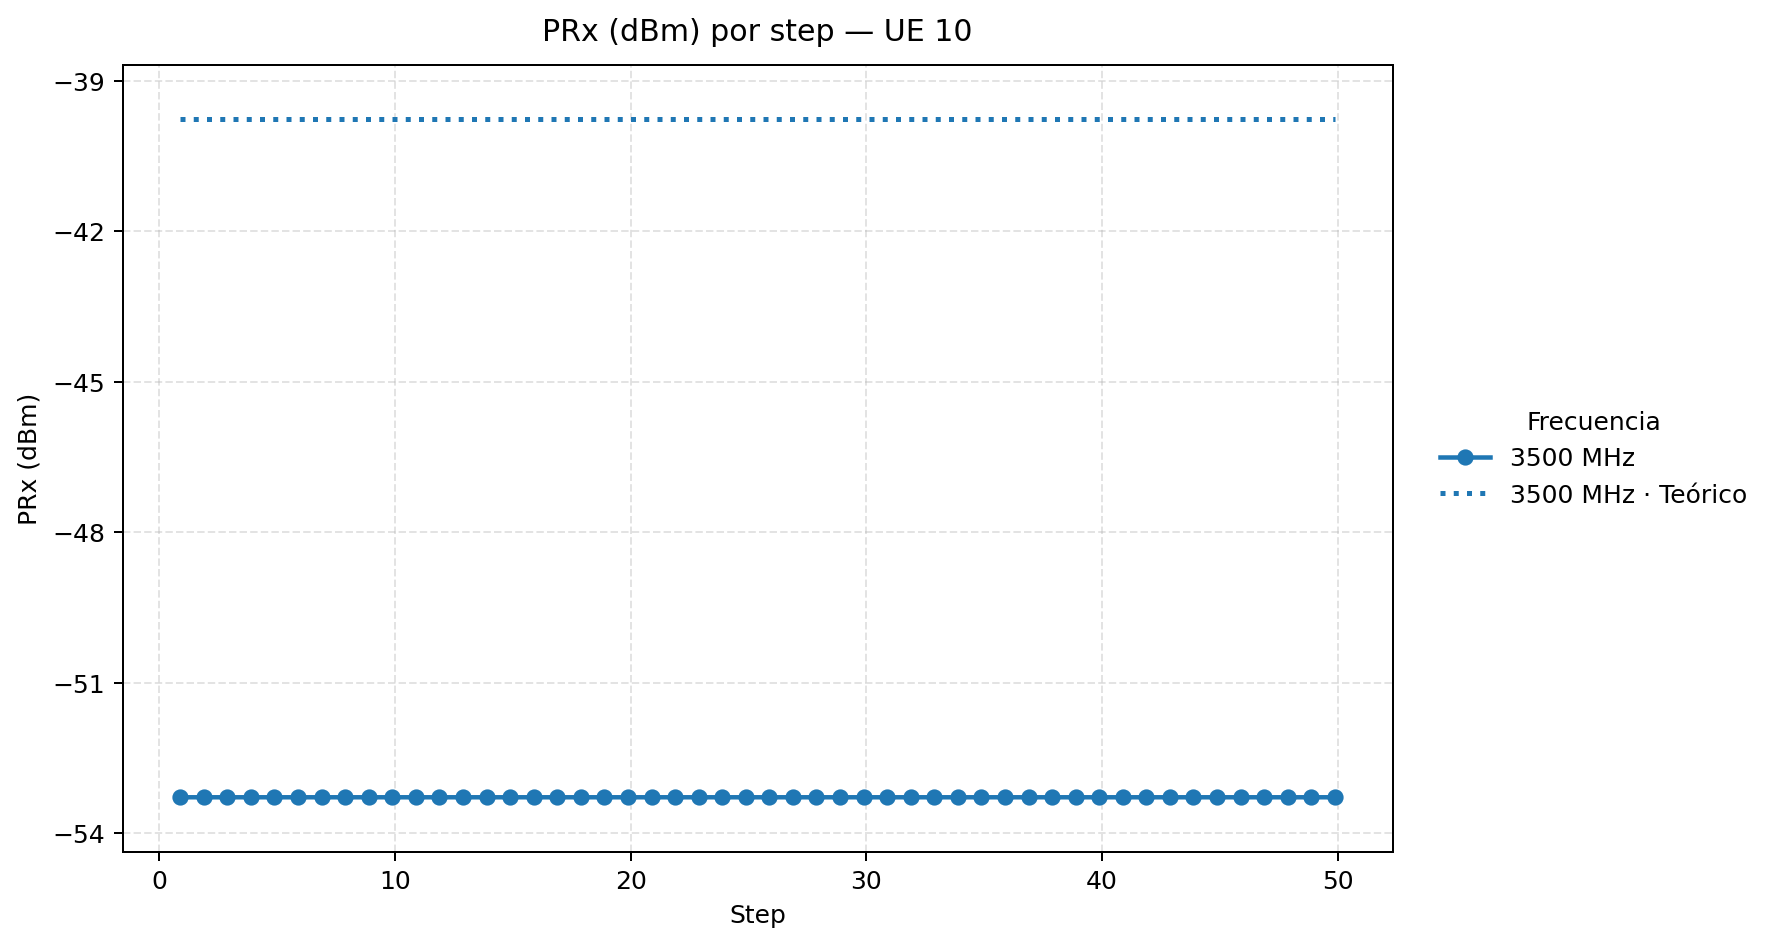 PRx (dBm) por step — UE 10
−39
−42
−45
−48
−51
−54
PRx (dBm)
0 10 20 30 40 50
Step
Frecuencia
3500 MHz
3500 MHz · Teórico